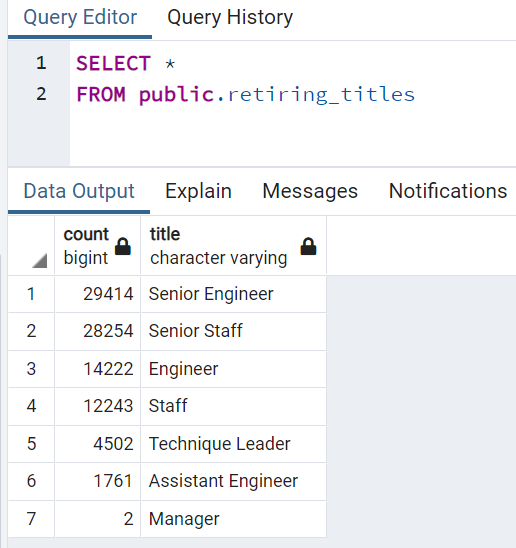 Query Editor Query History
1 SELECT *
2 FROM public.retiring_titles
Data Output Explain Messages Notifications
count title
bigint character varying
1 29414 Senior Engineer
2 28254 Senior Staff
3 14222 Engineer
4 12243 Staff
5 4502 Technique Leader
6 1761 Assistant Engineer
7 2 Manager